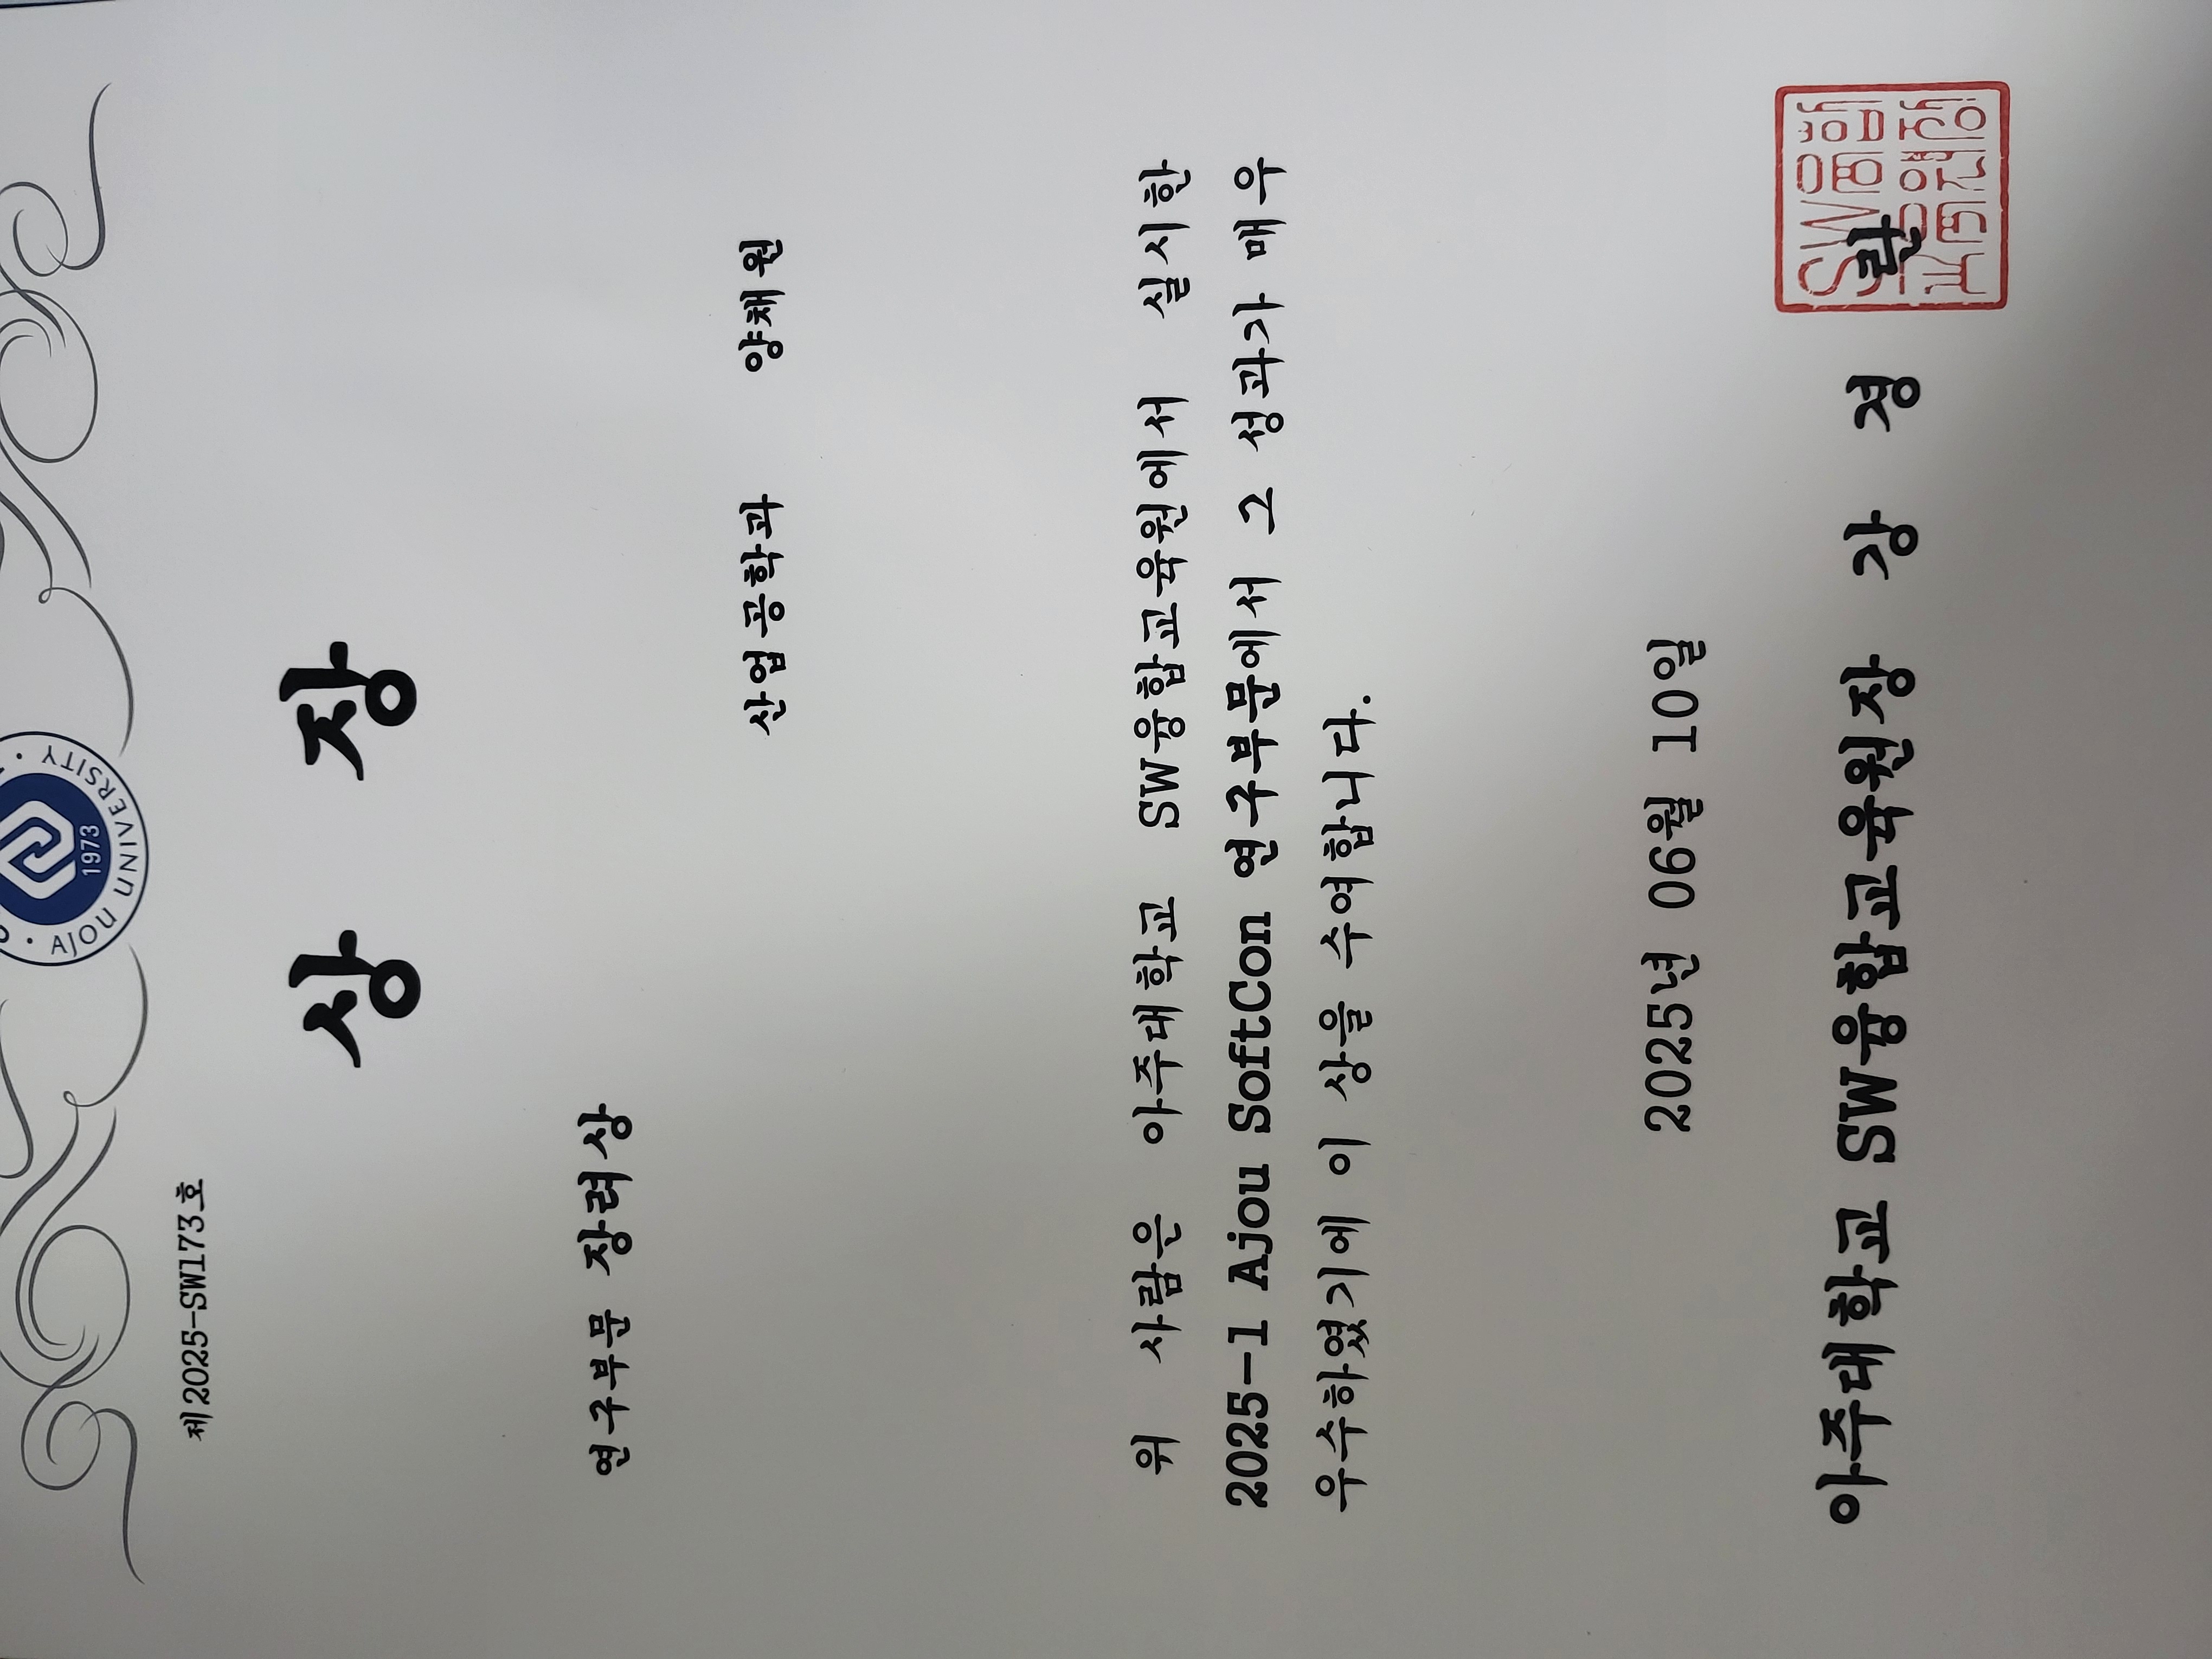 AJOU UNIVERSITY
1973
제2025-SW173호
상 장
연구부문 장려상
산업공학과 양채원
위 사람은 아주대학교 SW융합교육원에서 실시한
2025-1 Ajou SoftCon 연구부문에서 그 성과가 매우
우수하였기에 이 상을 수여합니다.
2025년 06월 10일
아주대학교 SW융합교육원장 강 경 란
SW융합
교육원장